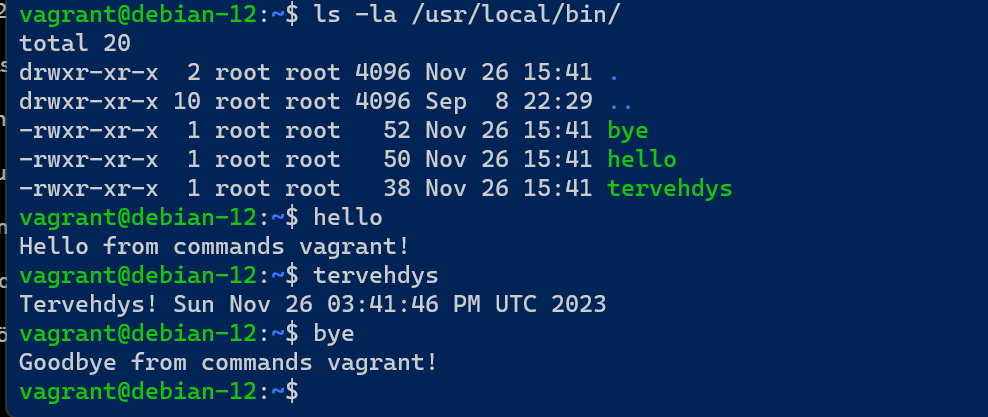 vagrant@debian-12:~$ ls -la /usr/local/bin/
total 20
drwxr-xr-x  2 root root 4096 Nov 26 15:41 .
drwxr-xr-x 10 root root 4096 Sep  8 22:29 ..
-rwxr-xr-x  1 root root   52 Nov 26 15:41 bye
-rwxr-xr-x  1 root root   50 Nov 26 15:41 hello
-rwxr-xr-x  1 root root   38 Nov 26 15:41 tervehdys
vagrant@debian-12:~$ hello
Hello from commands vagrant!
vagrant@debian-12:~$ tervehdys
Tervehdys! Sun Nov 26 03:41:46 PM UTC 2023
vagrant@debian-12:~$ bye
Goodbye from commands vagrant!
vagrant@debian-12:~$